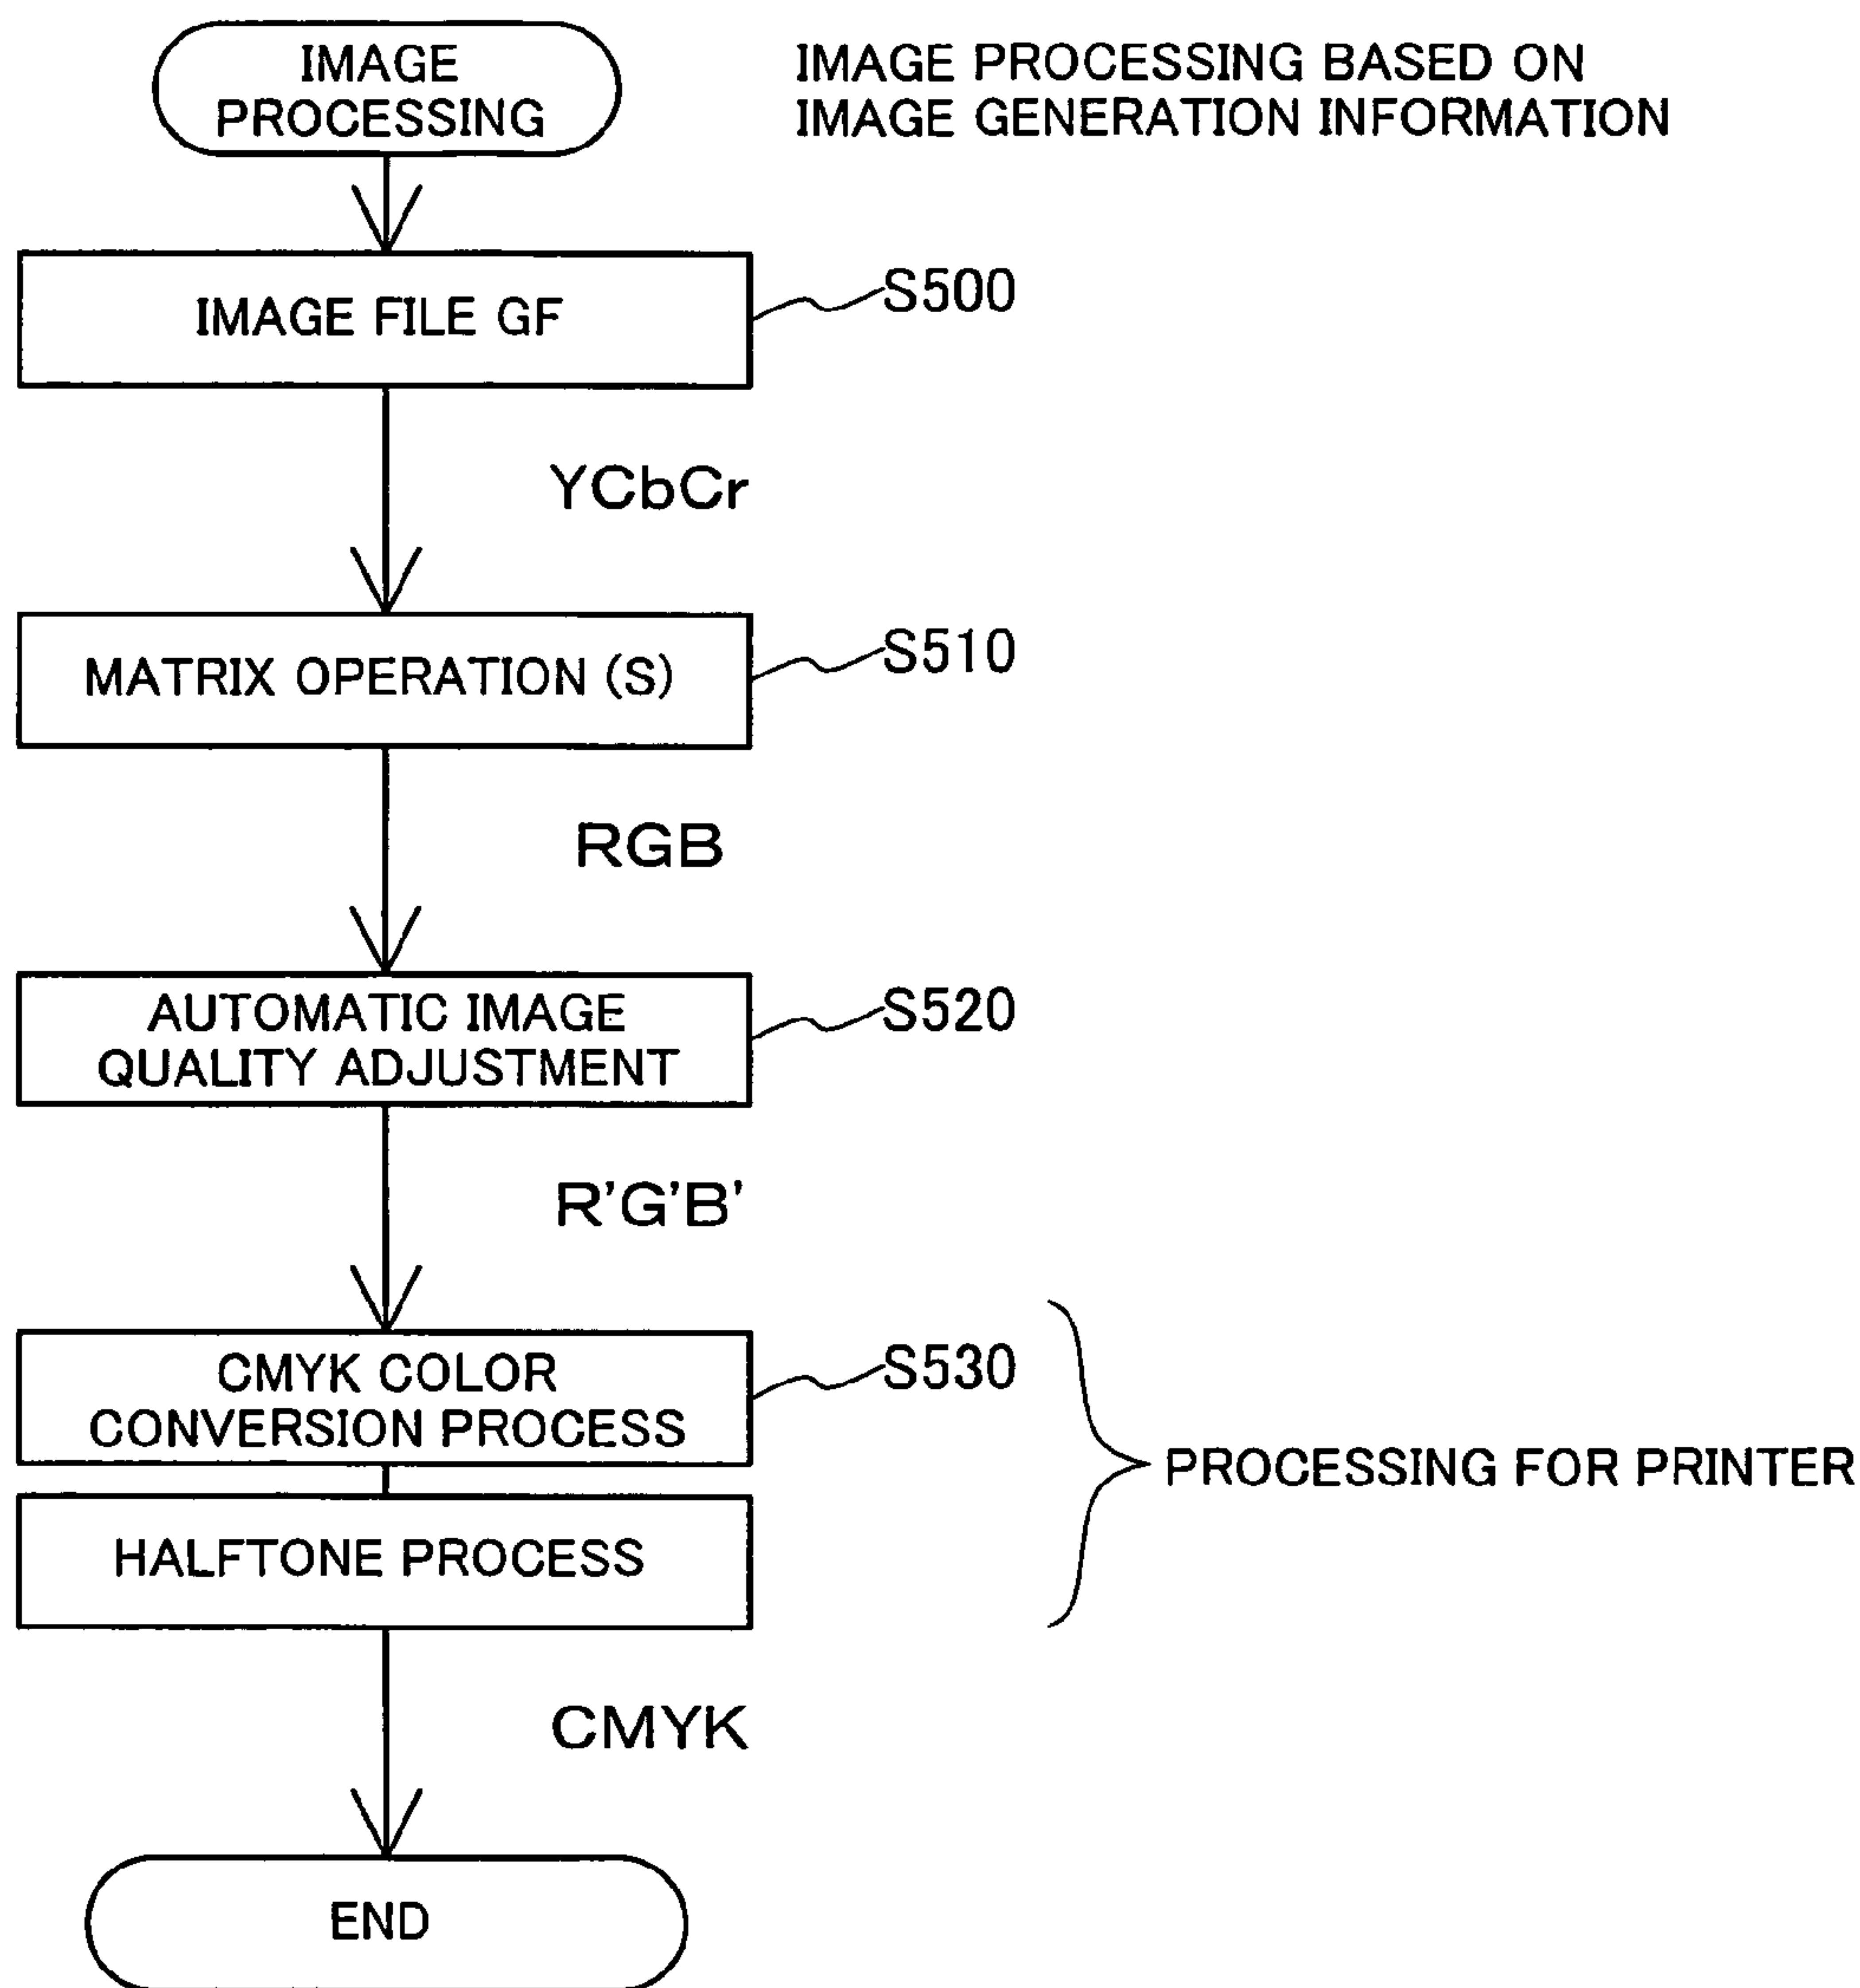 IMAGE
PROCESSING
IMAGE PROCESSING BASED ON
IMAGE GENERATION INFORMATION
IMAGE FILE GF
S500
YCbCr
MATRIX OPERATION (S)
S510
RGB
AUTOMATIC IMAGE
QUALITY ADJUSTMENT
S520
R'G'B'
CMYK COLOR
CONVERSION PROCESS
S530
PROCESSING FOR PRINTER
HALFTONE PROCESS
CMYK
END